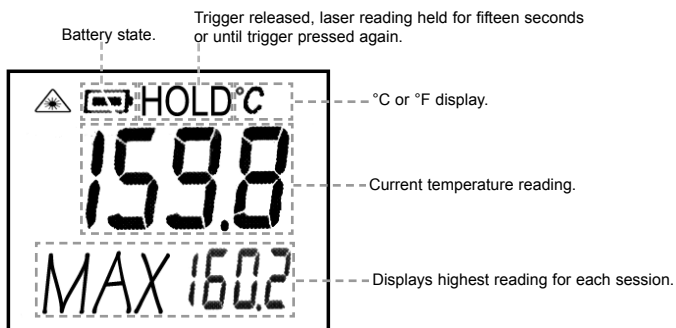 Trigger released, laser reading held for fifteen seconds
Battery state. or until trigger pressed again.
HOLD °C
°C or °F display.
159.8
Current temperature reading.
MAX 160.2
Displays highest reading for each session.